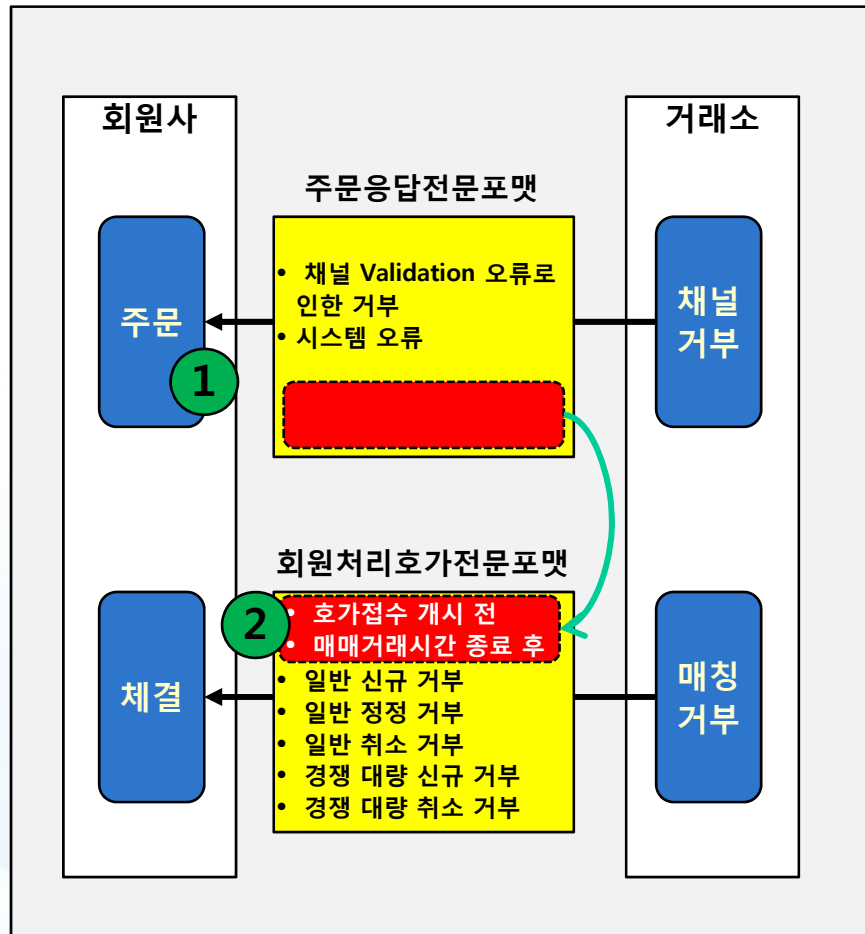 회원사
거래소
주문응답전문포맷
주문
1
• 채널 Validation 오류로
인한 거부
• 시스템 오류
채널
거부
회원처리호가전문포맷
체결
2
• 호가접수 개시 전
• 매매거래시간 종료 후
• 일반 신규 거부
• 일반 정정 거부
• 일반 취소 거부
• 경쟁 대량 신규 거부
• 경쟁 대량 취소 거부
매칭
거부